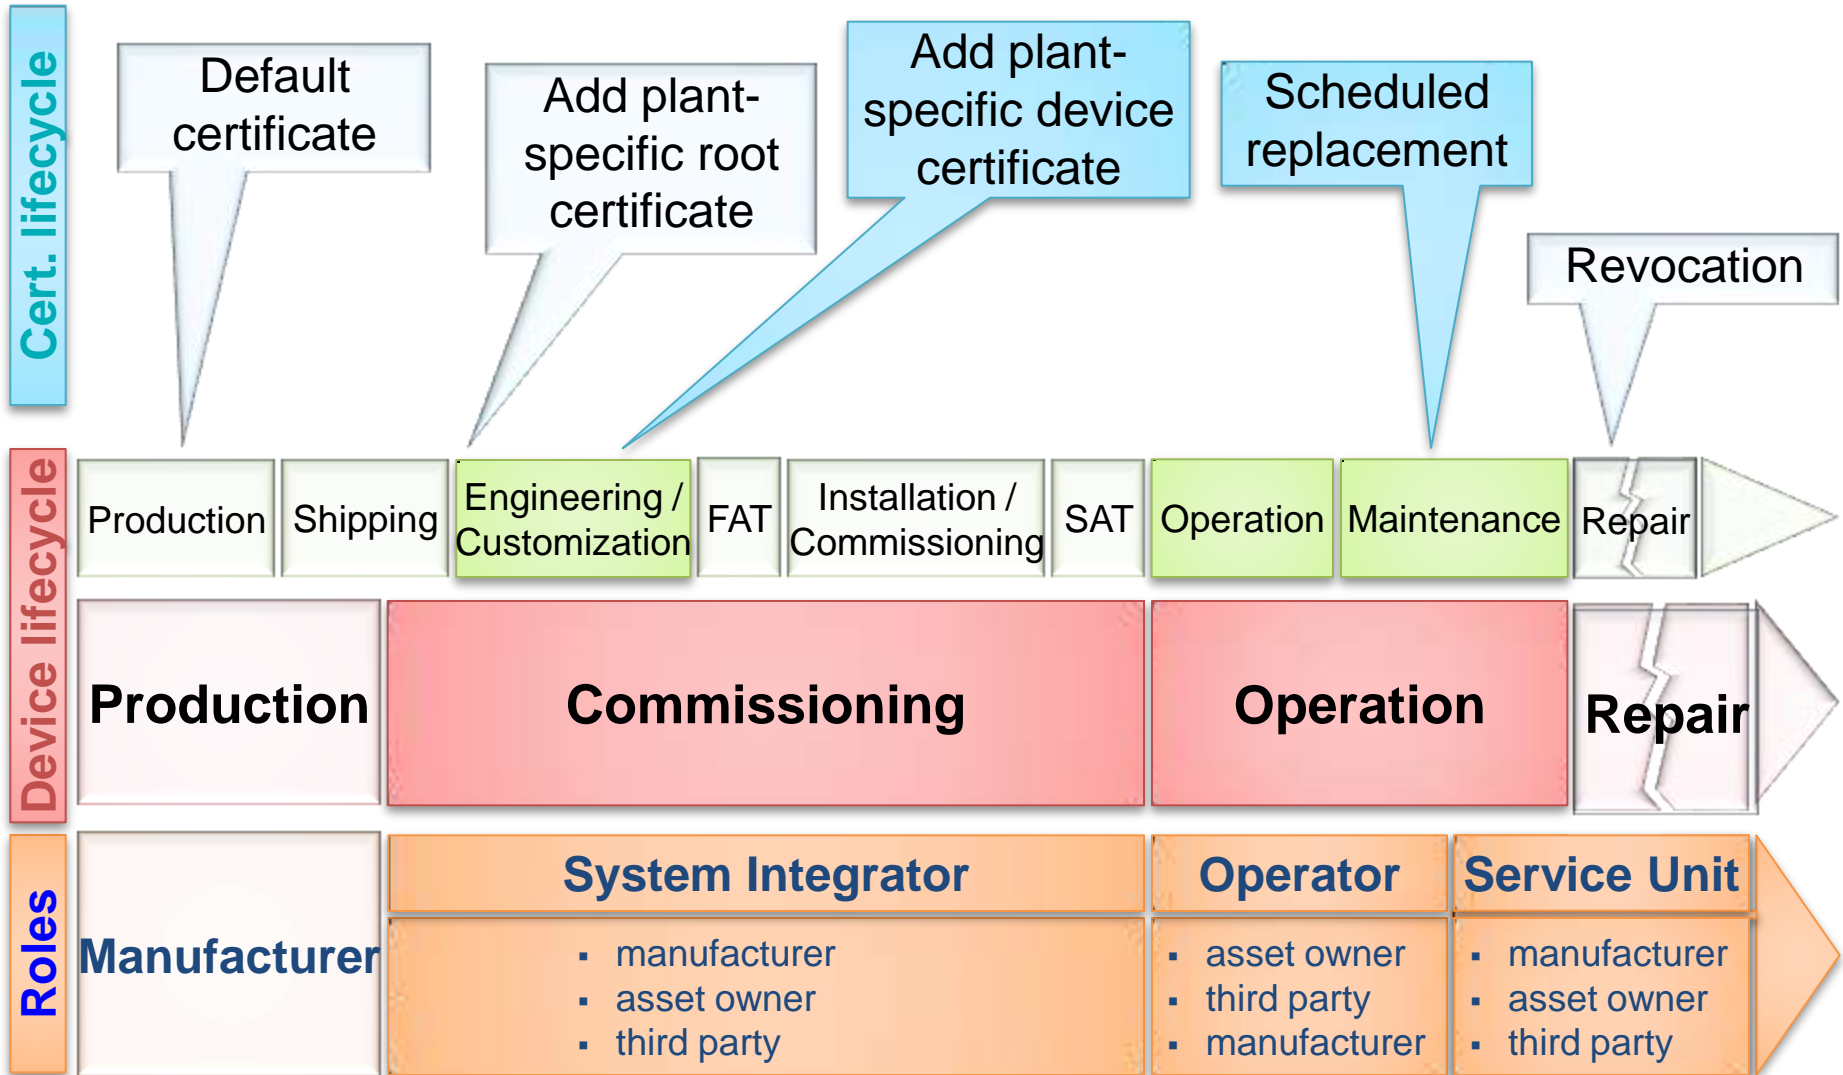 Cert. lifecycle
Default
certificate
Add plant-
specific root
certificate
Add plant-
specific device
certificate
Scheduled
replacement
Revocation
Device lifecycle
Production
Shipping
Engineering /
Customization
FAT
Installation /
Commissioning
SAT
Operation
Maintenance
Repair
Production
Commissioning
Operation
Repair
Roles
Manufacturer
System Integrator
▪ manufacturer
▪ asset owner
▪ third party
Operator
▪ asset owner
▪ third party
▪ manufacturer
Service Unit
▪ manufacturer
▪ asset owner
▪ third party